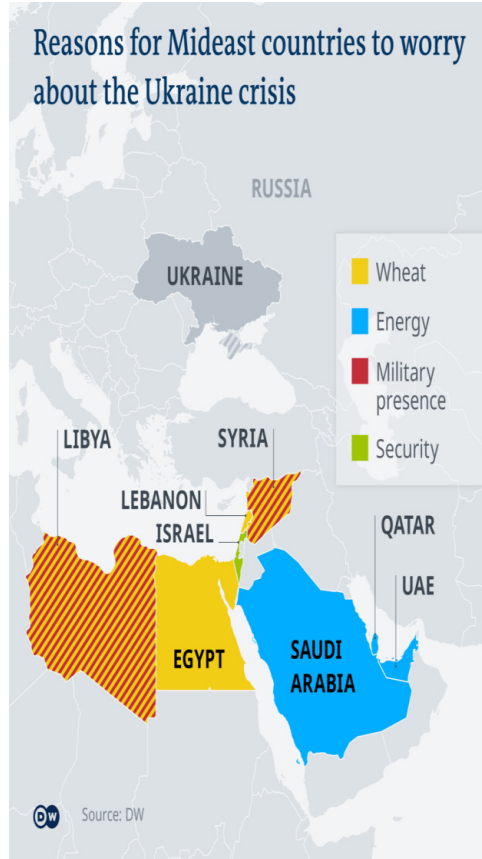 Reasons for Mideast countries to worry
about the Ukraine crisis
RUSSIA
UKRAINE
Wheat
Energy
Military
presence
Security
LIBYA
SYRIA
LEBANON
ISRAEL
QATAR
UAE
EGYPT
SAUDI
ARABIA
DW
Source: DW